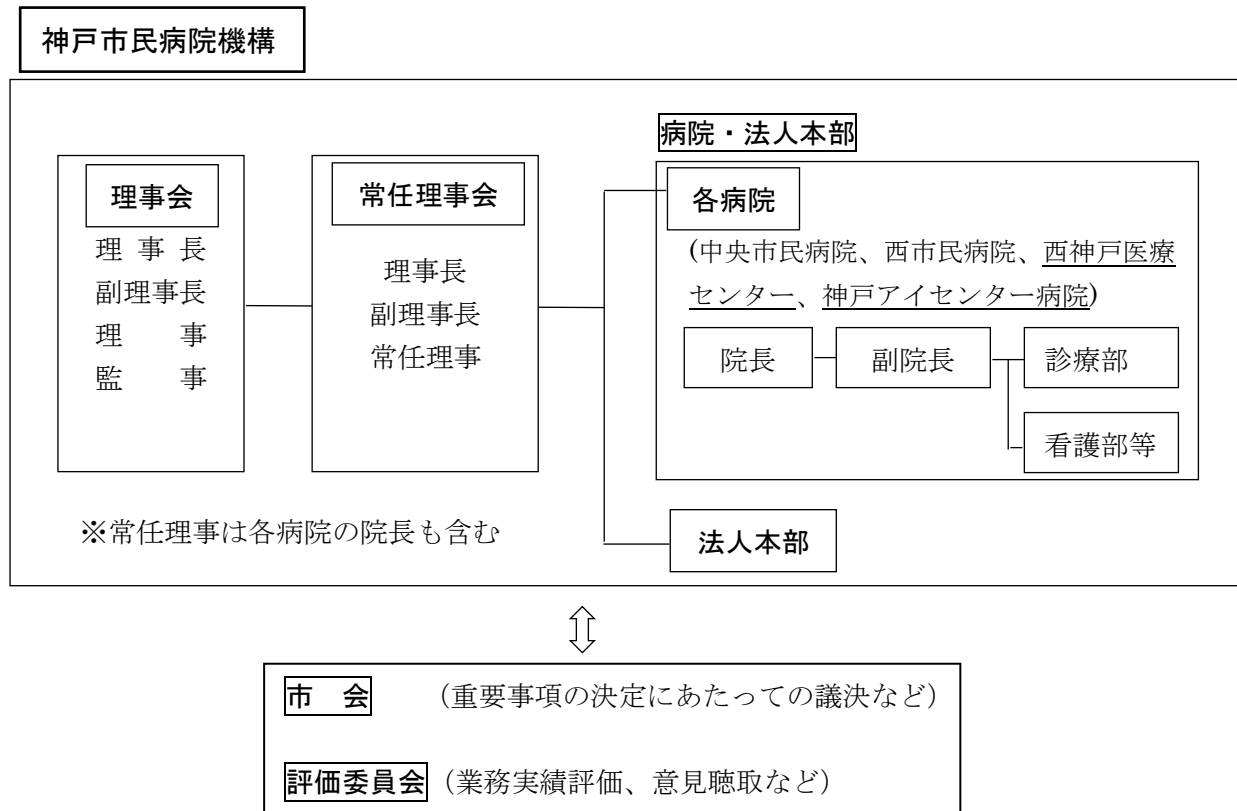 神戸市民病院機構
理事会
理 事 長
副理事長
理 事
監 事
常任理事会
理事長
副理事長
常任理事
病院・法人本部
各病院
(中央市民病院、西市民病院、西神戸医療
センター、神戸アイセンター病院)
院長
副院長
診療部
看護部等
※常任理事は各病院の院長も含む
法人本部
市 会 (重要事項の決定にあたっての議決など)
評価委員会 (業務実績評価、意見聴取など)